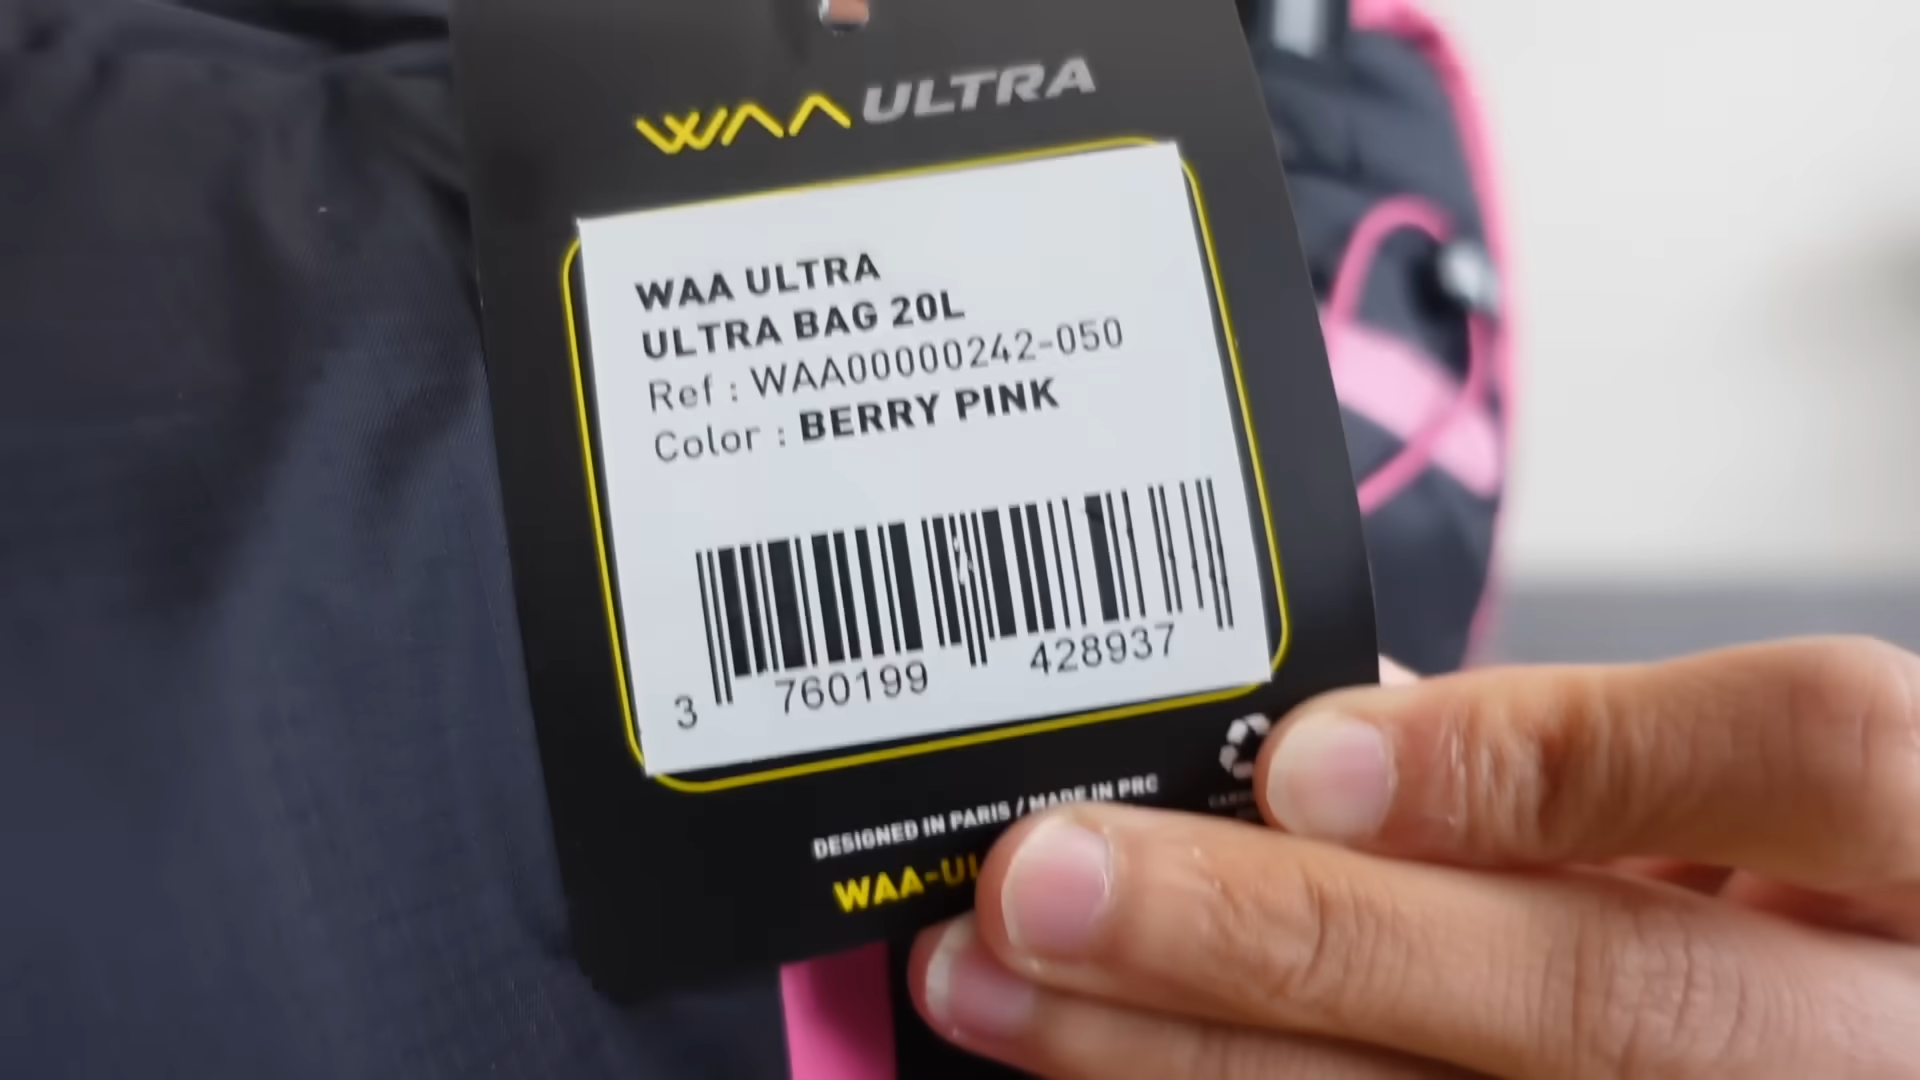 WAA ULTRA
WAA ULTRA
ULTRA BAG 20L
Ref : WAA00000242-050
Color : BERRY PINK
3 760199 428937
DESIGNED IN PARIS / MADE IN PRC